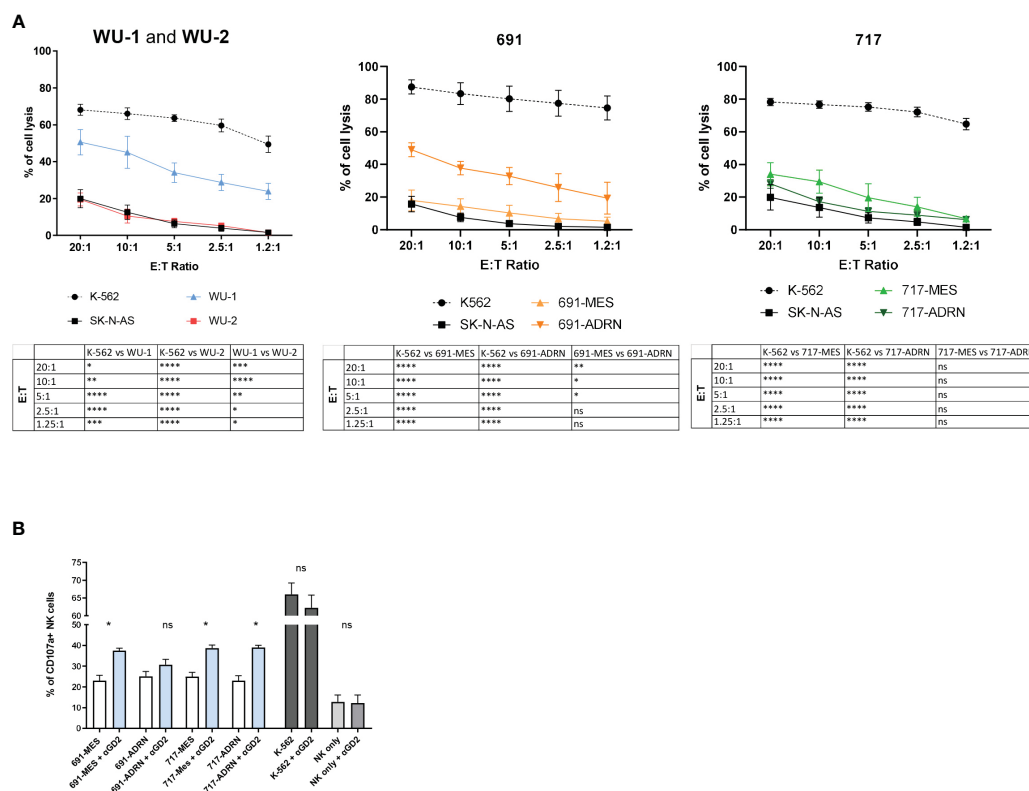 A
WU-1 and WU-2
100
80
60
40
20
0
% of cell lysis
20:1 10:1 5:1 2.5:1 1.2:1
E:T Ratio
K-562 WU-1
SK-N-AS WU-2
K-562 vs WU-1 K-562 vs WU-2 WU-1 vs WU-2
E:T
20:1 * **** ***
10:1 ** **** ****
5:1 **** **** **
2.5:1 **** **** *
1.25:1 *** **** *
691
100
80
60
40
20
0
% of cell lysis
20:1 10:1 5:1 2.5:1 1.2:1
E:T Ratio
K562 691-MES
SK-N-AS 691-ADRN
K-562 vs 691-MES K-562 vs 691-ADRN 691-MES vs 691-ADRN
E:T
20:1 **** **** **
10:1 **** **** *
5:1 **** **** *
2.5:1 **** **** ns
1.25:1 **** **** ns
717
100
80
60
40
20
0
% of cell lysis
20:1 10:1 5:1 2.5:1 1.2:1
E:T Ratio
K-562 717-MES
SK-N-AS 717-ADRN
K-562 vs 717-MES K-562 vs 717-ADRN 717-MES vs 717-ADRN
E:T
20:1 **** **** ns
10:1 **** **** ns
5:1 **** **** ns
2.5:1 **** **** ns
1.25:1 **** **** ns
B
75
70
65
60
50
40
30
20
10
0
% of CD107a+ NK cells
* ns * * ns ns
691-MES
691-MES + αGD2
691-ADRN
691-ADRN + αGD2
717-MES
717-Mes + αGD2
717-ADRN
717-ADRN + αGD2
K-562
K-562 + αGD2
NK only
NK only + αGD2